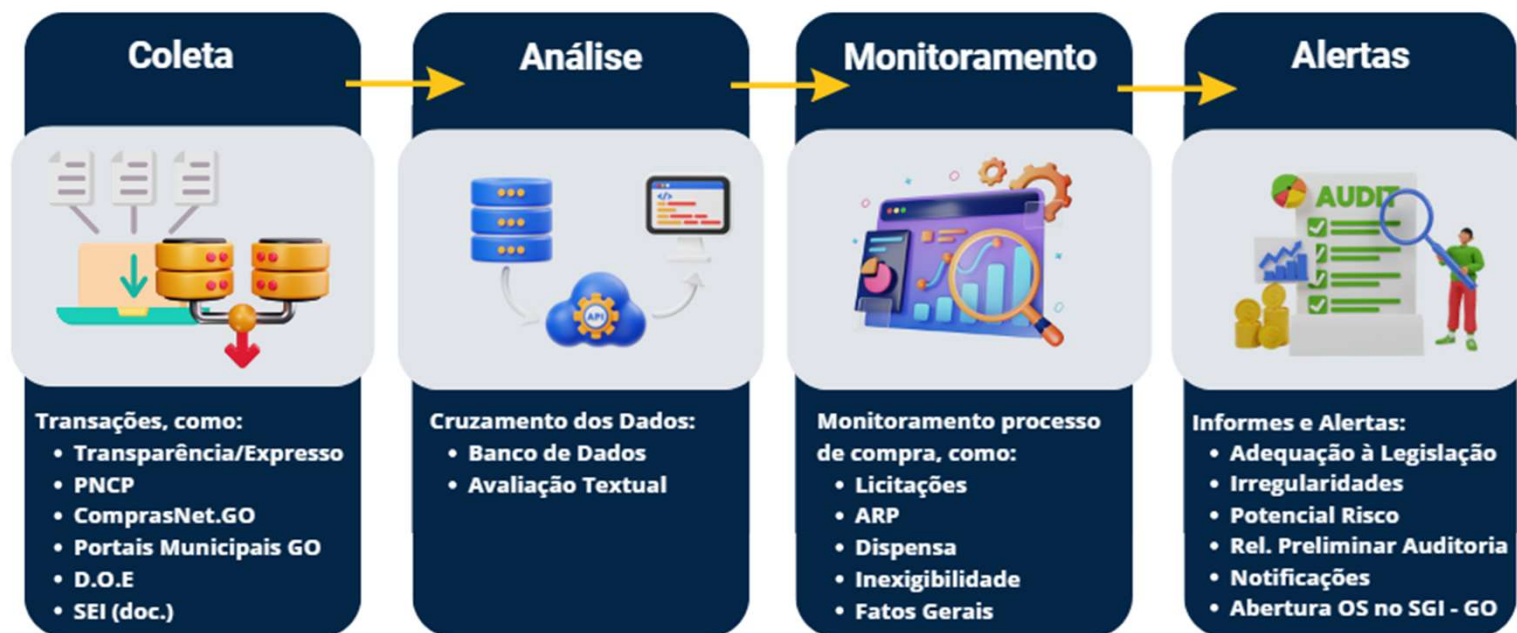 Coleta
Transações, como:
• Transparência/Expresso
• PNCP
• ComprasNet.GO
• Portais Municipais GO
• D.O.E
• SEI (doc.)
Análise
</>
API
Cruzamento dos Dados:
• Banco de Dados
• Avaliação Textual
Monitoramento
Monitoramento processo
de compra, como:
• Licitações
• ARP
• Dispensa
• Inexigibilidade
• Fatos Gerais
Alertas
AUDIT
Informes e Alertas:
• Adequação à Legislação
• Irregularidades
• Potencial Risco
• Rel. Preliminar Auditoria
• Notificações
• Abertura OS no SGI - GO